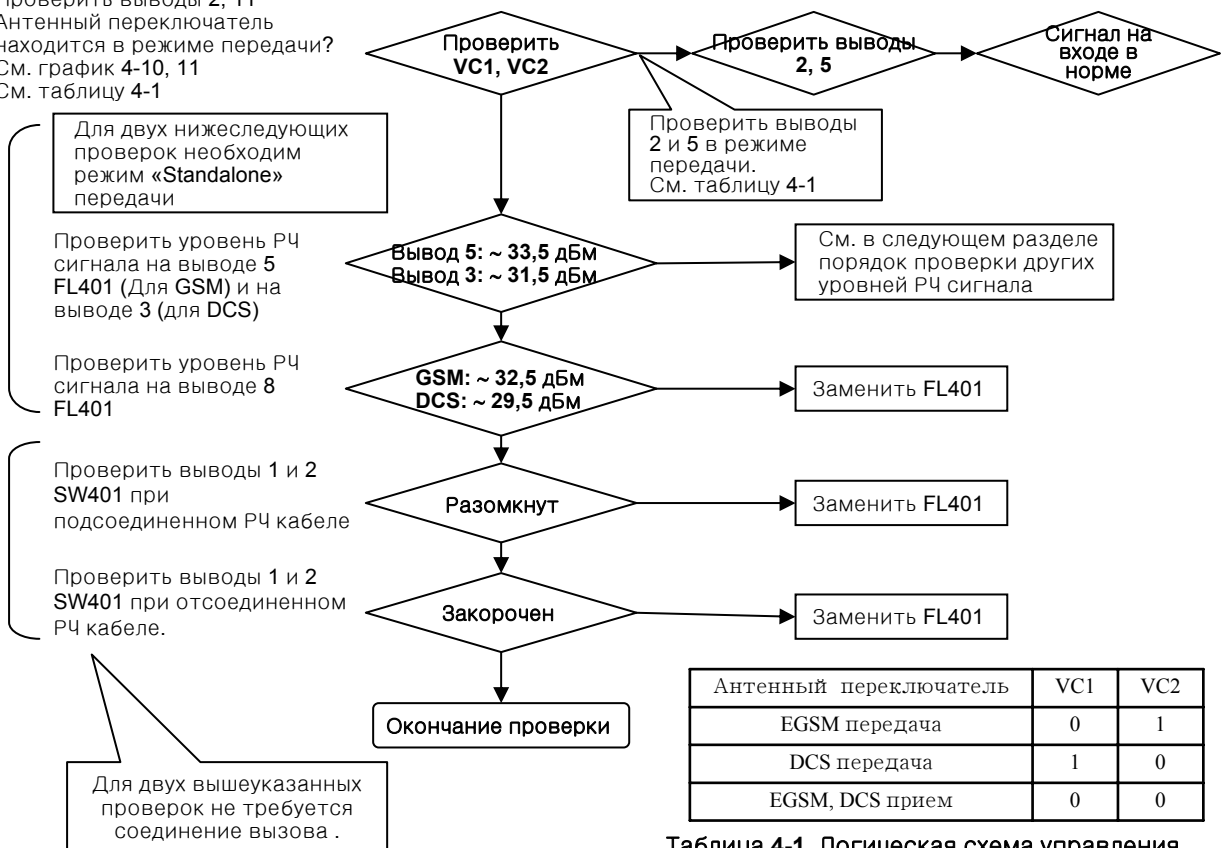 Проверить выводы 2, 11
Антенный переключатель
находится в режиме передачи?
См. график 4-10, 11
См. таблицу 4-1
Проверить
VC1, VC2
Проверить выводы
2, 5
Сигнал на
входе в
норме
Проверить выводы
2 и 5 в режиме
передачи.
См. таблицу 4-1
Для двух нижеследующих
проверок необходим
режим «Standalone»
передачи
Проверить уровень РЧ
сигнала на выводе 5
FL401 (Для GSM) и на
выводе 3 (для DCS)
Вывод 5: ~ 33,5 дБм
Вывод 3: ~ 31,5 дБм
См. в следующем разделе
порядок проверки других
уровней РЧ сигнала
Проверить уровень РЧ
сигнала на выводе 8
FL401
GSM: ~ 32,5 дБм
DCS: ~ 29,5 дБм
Заменить FL401
Проверить выводы 1 и 2
SW401 при
подсоединенном РЧ кабеле
Разомкнут
Заменить FL401
Проверить выводы 1 и 2
SW401 при отсоединенном
РЧ кабеле.
Закорочен
Заменить FL401
Окончание проверки
Для двух вышеуказанных
проверок не требуется
соединение вызова .
Антенный переключатель VC1 VC2
EGSM передача 0 1
DCS передача 1 0
EGSM, DCS прием 0 0
Таблица 4-1. Логическая схема управления